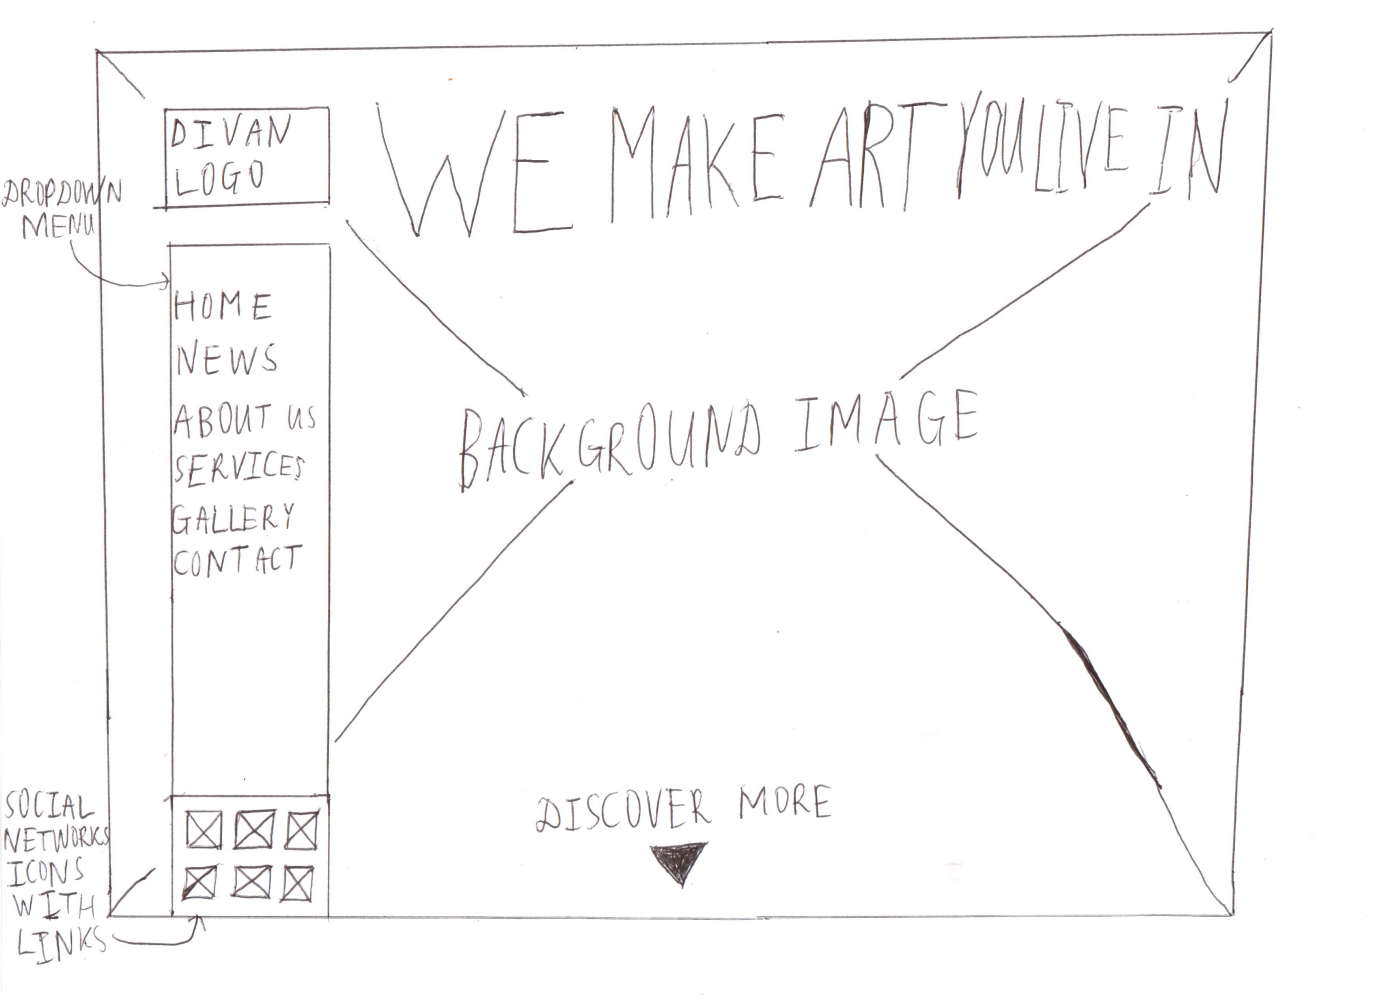 WE MAKE ART YOU LIVE IN
DIVAN
LOGO
DROPDOWN
MENU
HOME
NEWS
ABOUT US
SERVICES
GALLERY
CONTACT
BACKGROUND IMAGE
DISCOVER MORE
SOCIAL
NETWORKS
ICONS
WITH
LINKS